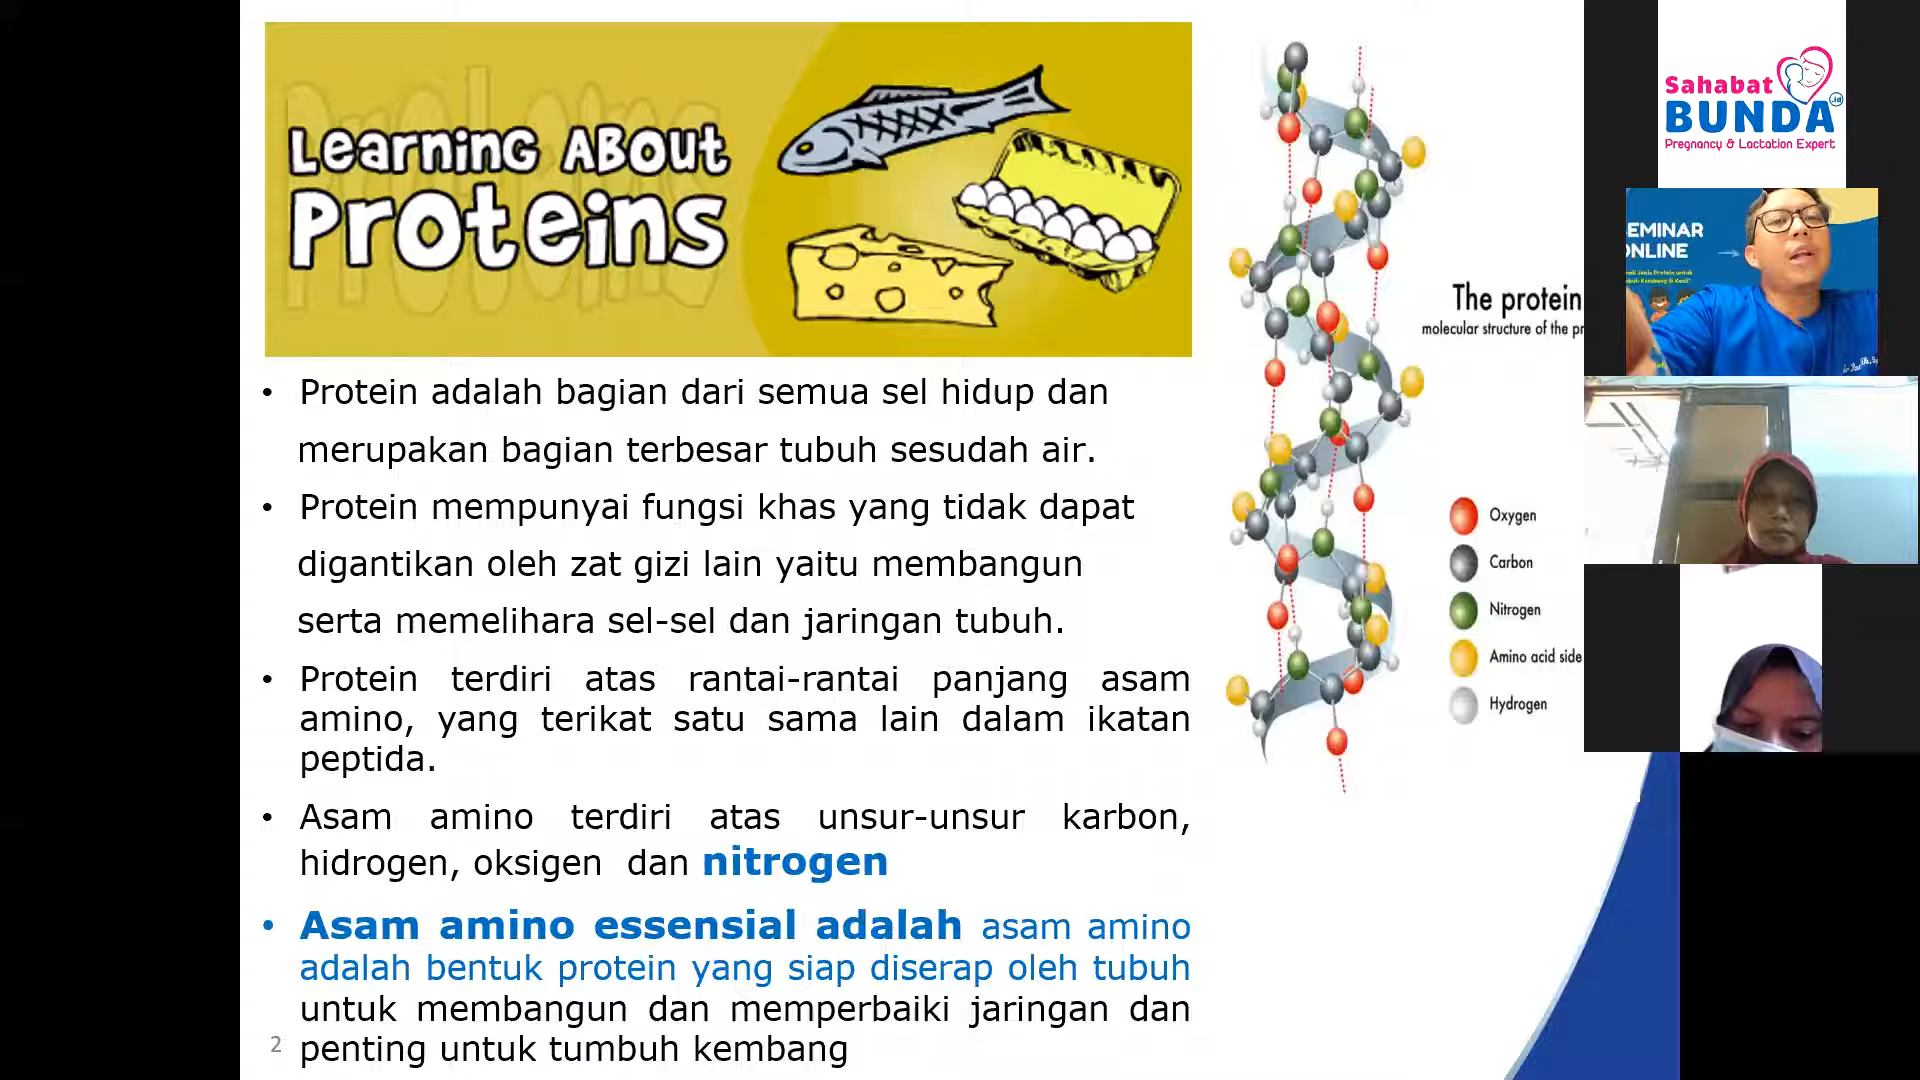 Learning About
Proteins
• Protein adalah bagian dari semua sel hidup dan
merupakan bagian terbesar tubuh sesudah air.
• Protein mempunyai fungsi khas yang tidak dapat
digantikan oleh zat gizi lain yaitu membangun
serta memelihara sel-sel dan jaringan tubuh.
• Protein terdiri atas rantai-rantai panjang asam
amino, yang terikat satu sama lain dalam ikatan
peptida.
• Asam amino terdiri atas unsur-unsur karbon,
hidrogen, oksigen dan nitrogen
• Asam amino essensial adalah asam amino
adalah bentuk protein yang siap diserap oleh tubuh
untuk membangun dan memperbaiki jaringan dan
penting untuk tumbuh kembang
2
The protein
molecular structure of the pr
Oxygen
Carbon
Nitrogen
Amino acid side
Hydrogen
Sahabat
BUNDA.id
Pregnancy & Lactation Expert
EMINAR
ONLINE
Jenis Protein untuk